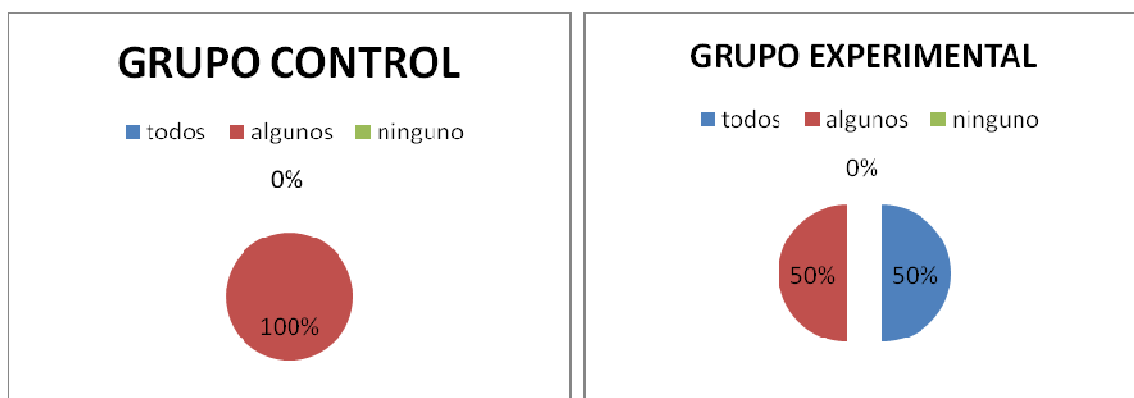 GRUPO CONTROL
todos algunos ninguno
0%
100%
GRUPO EXPERIMENTAL
todos algunos ninguno
0%
50% 50%